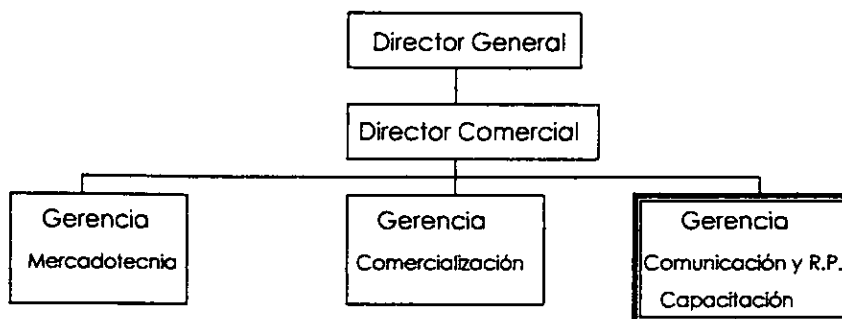 Director General
Director Comercial
Gerencia
Mercadotecnia
Gerencia
Comercialización
Gerencia
Comunicación y R.P.
Capacitación